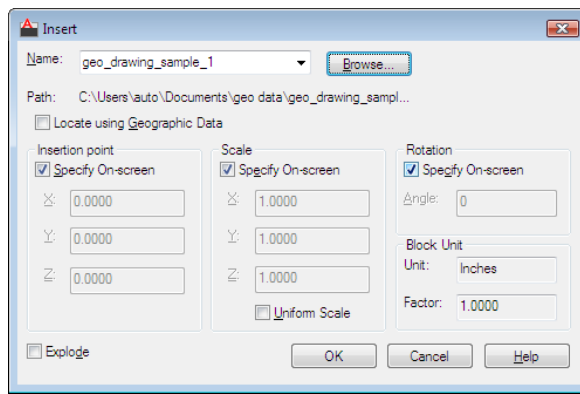 Insert
Name: geo_drawing_sample_1 Browse...
Path: C:\Users\auto\Documents\geo data\geo_drawing_sampl...
Locate using Geographic Data
Insertion point
Specify On-screen
X: 0.0000
Y: 0.0000
Z: 0.0000
Scale
Specify On-screen
X: 1.0000
Y: 1.0000
Z: 1.0000
Uniform Scale
Rotation
Specify On-screen
Angle: 0
Block Unit
Unit: Inches
Factor: 1.0000
Explode
OK Cancel Help